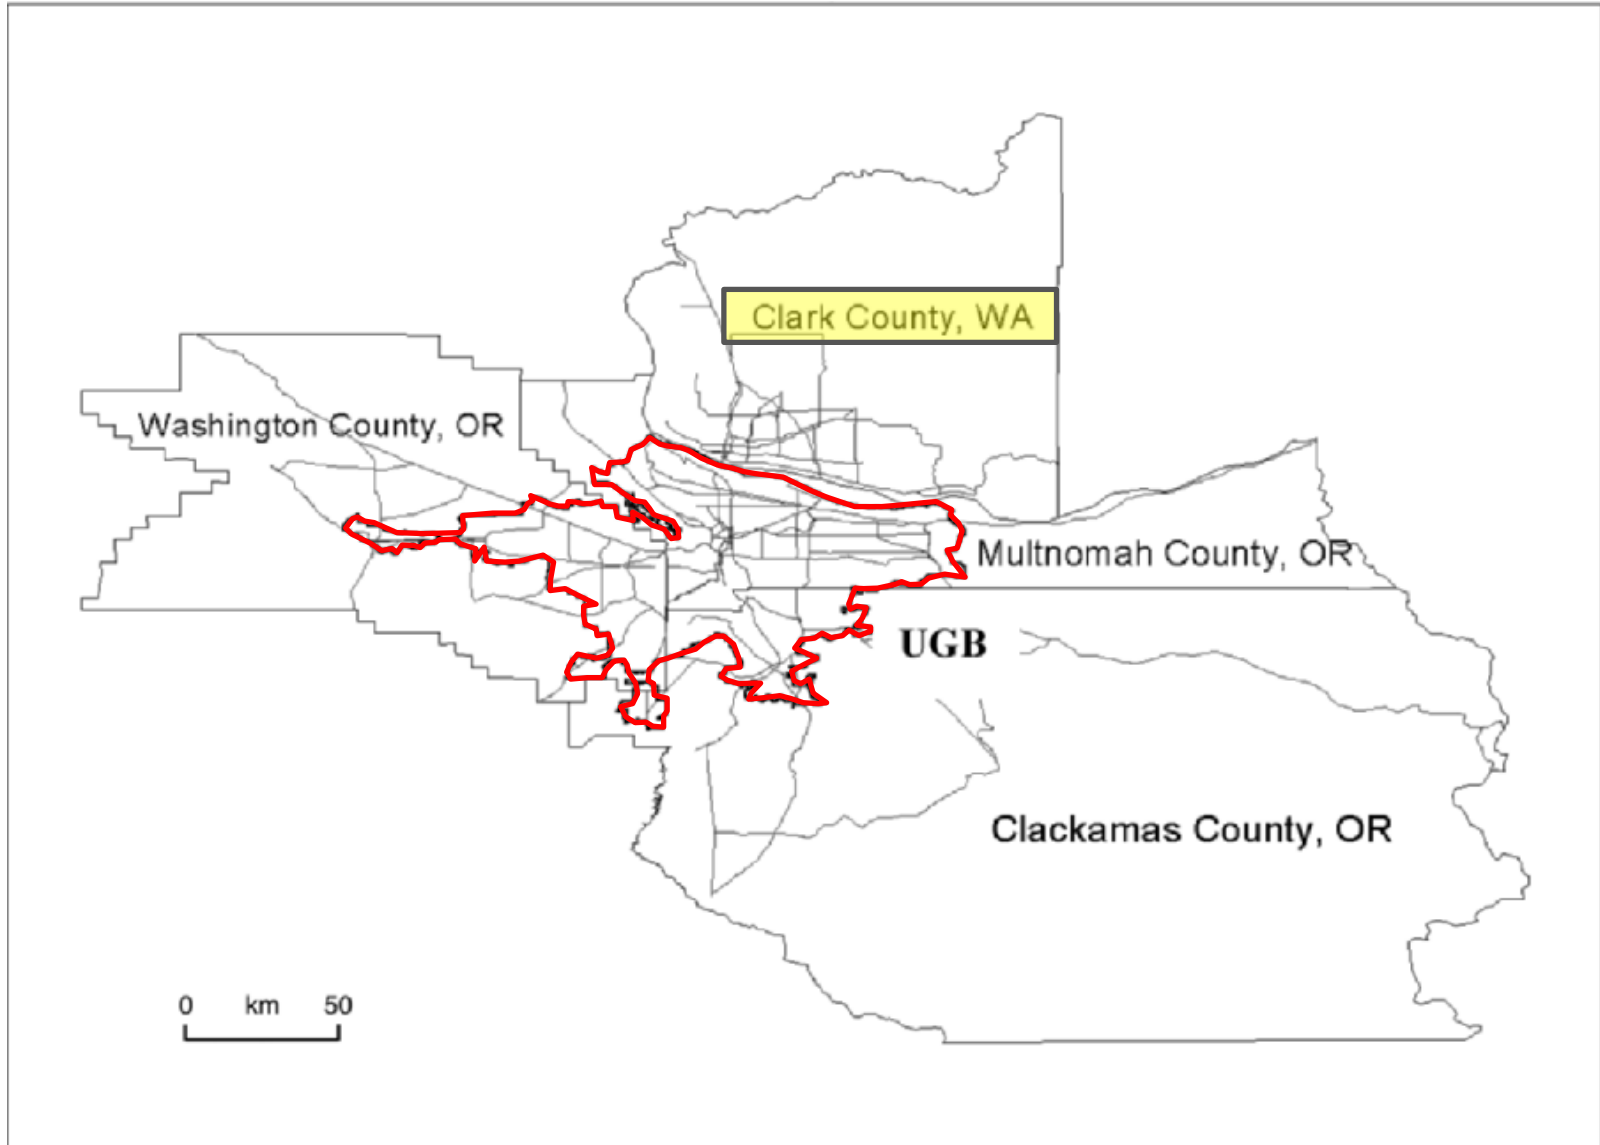 Clark County, WA
Washington County, OR
Multnomah County, OR
UGB
Clackamas County, OR
0 km 50